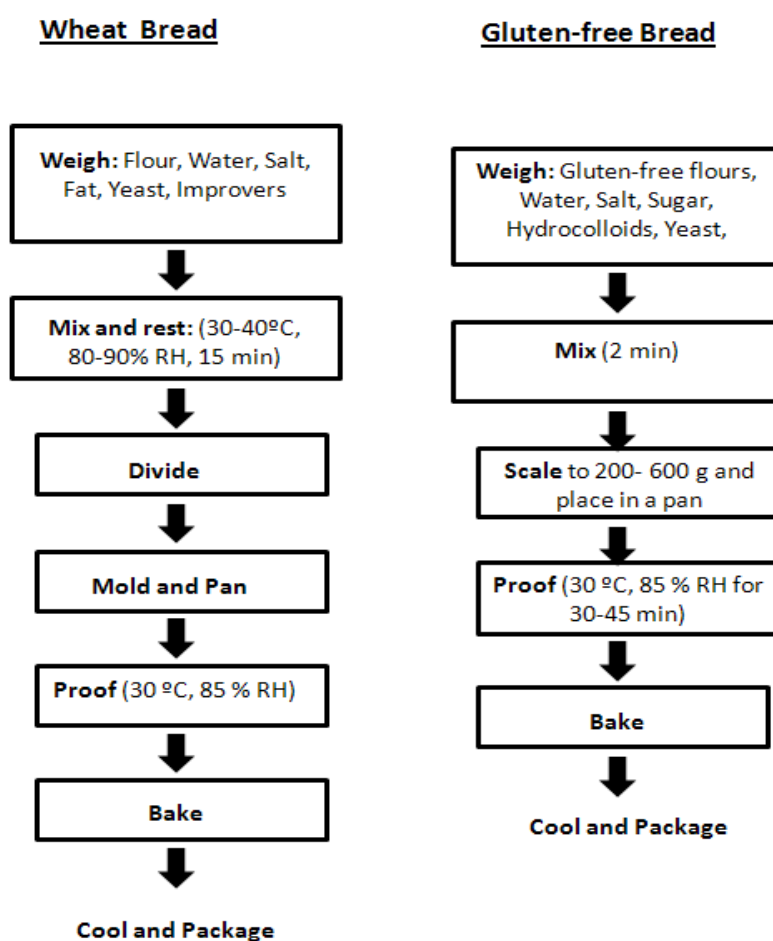 Wheat Bread
Weigh: Flour, Water, Salt,
Fat, Yeast, Improvers
Mix and rest: (30-40ºC,
80-90% RH, 15 min)
Divide
Mold and Pan
Proof (30 ºC, 85 % RH)
Bake
Cool and Package
Gluten-free Bread
Weigh: Gluten-free flours,
Water, Salt, Sugar,
Hydrocolloids, Yeast,
Mix (2 min)
Scale to 200- 600 g and
place in a pan
Proof (30 ºC, 85 % RH for
30-45 min)
Bake
Cool and Package